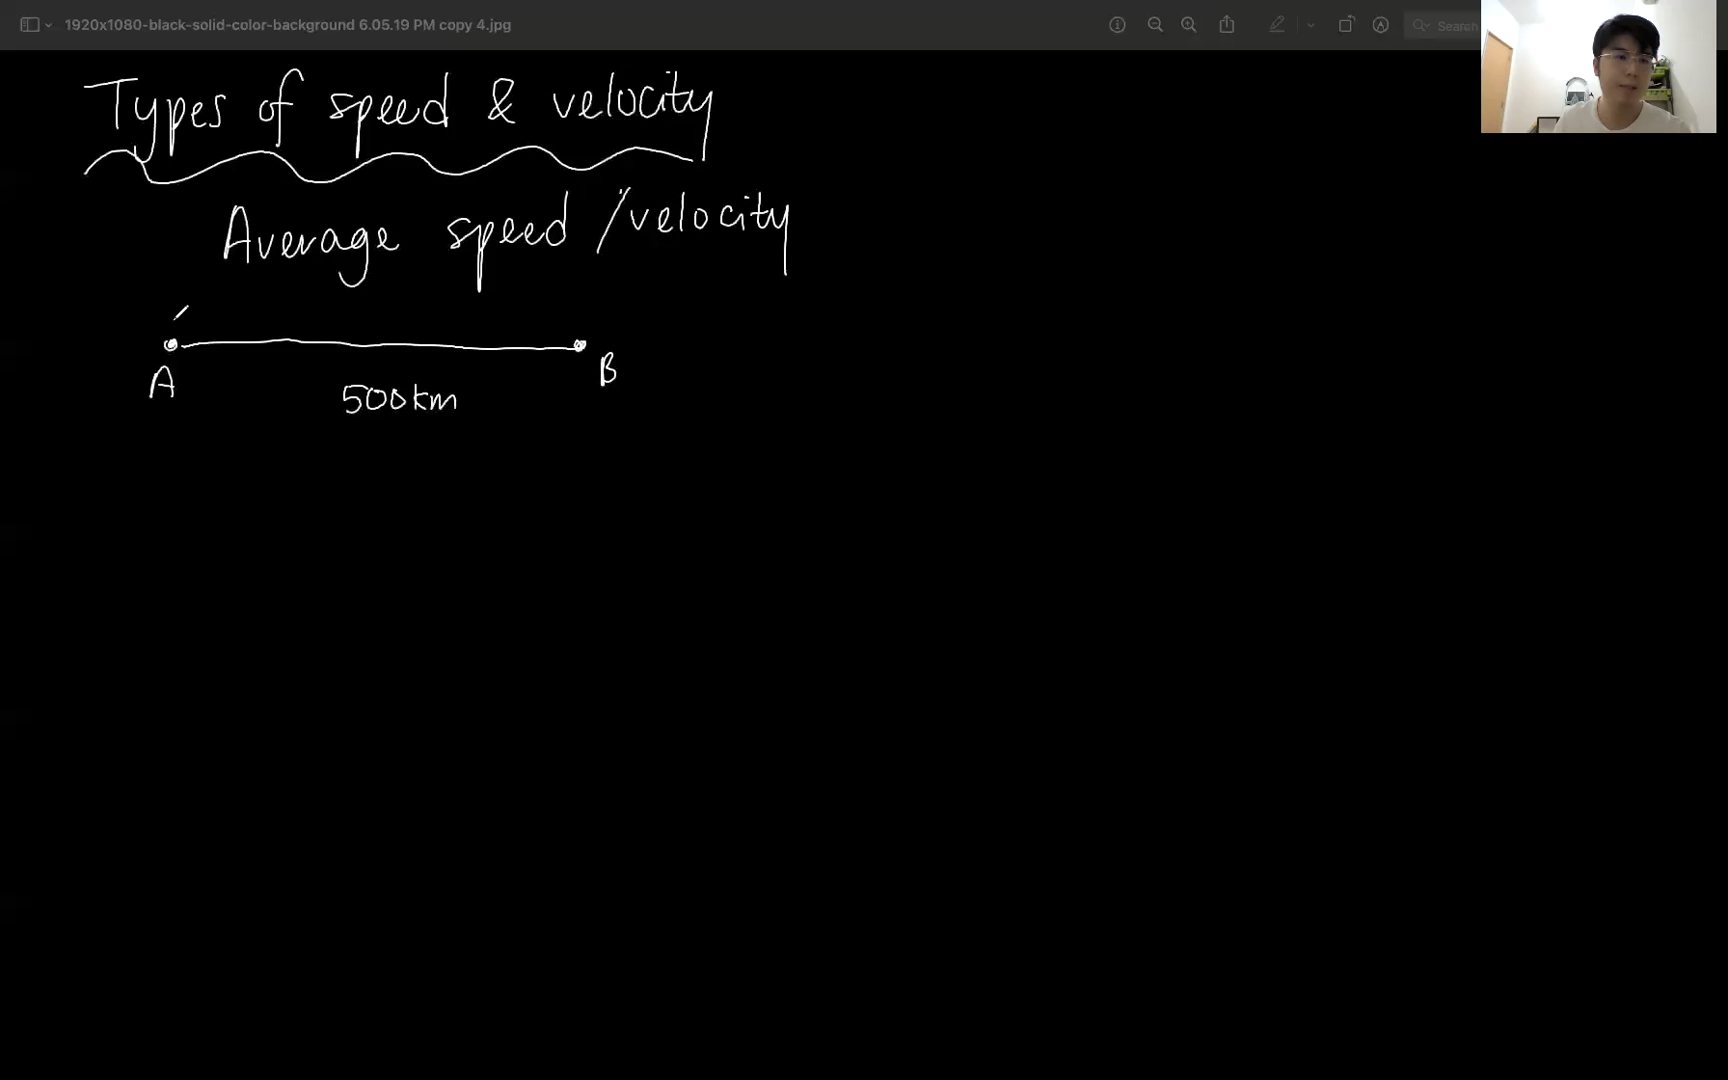 1920x1080-black-solid-color-background 6.05.19 PM copy 4.jpg
Search
Types of speed & velocity
Average speed /velocity
A
B
500km